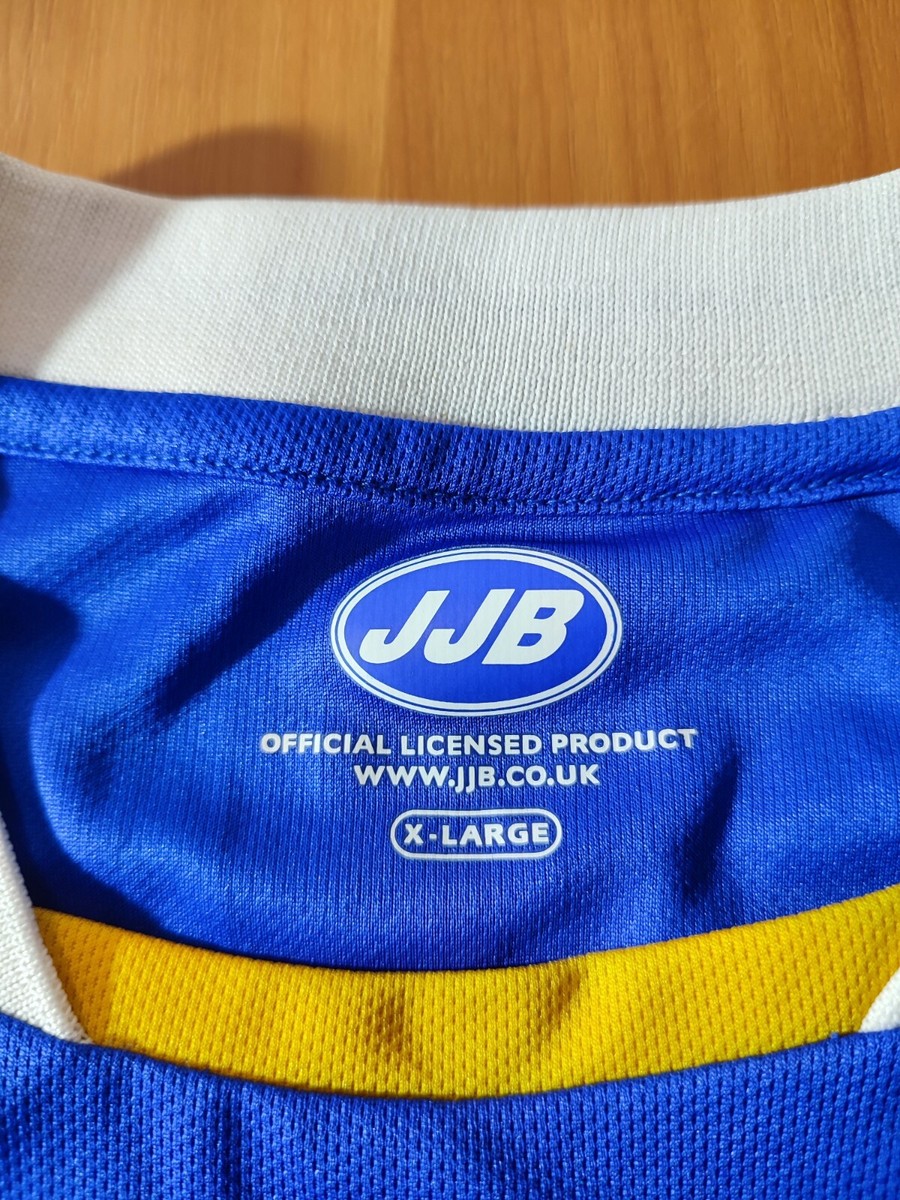 JJB
OFFICIAL LICENSED PRODUCT
WWW.JJB.CO.UK
X-LARGE